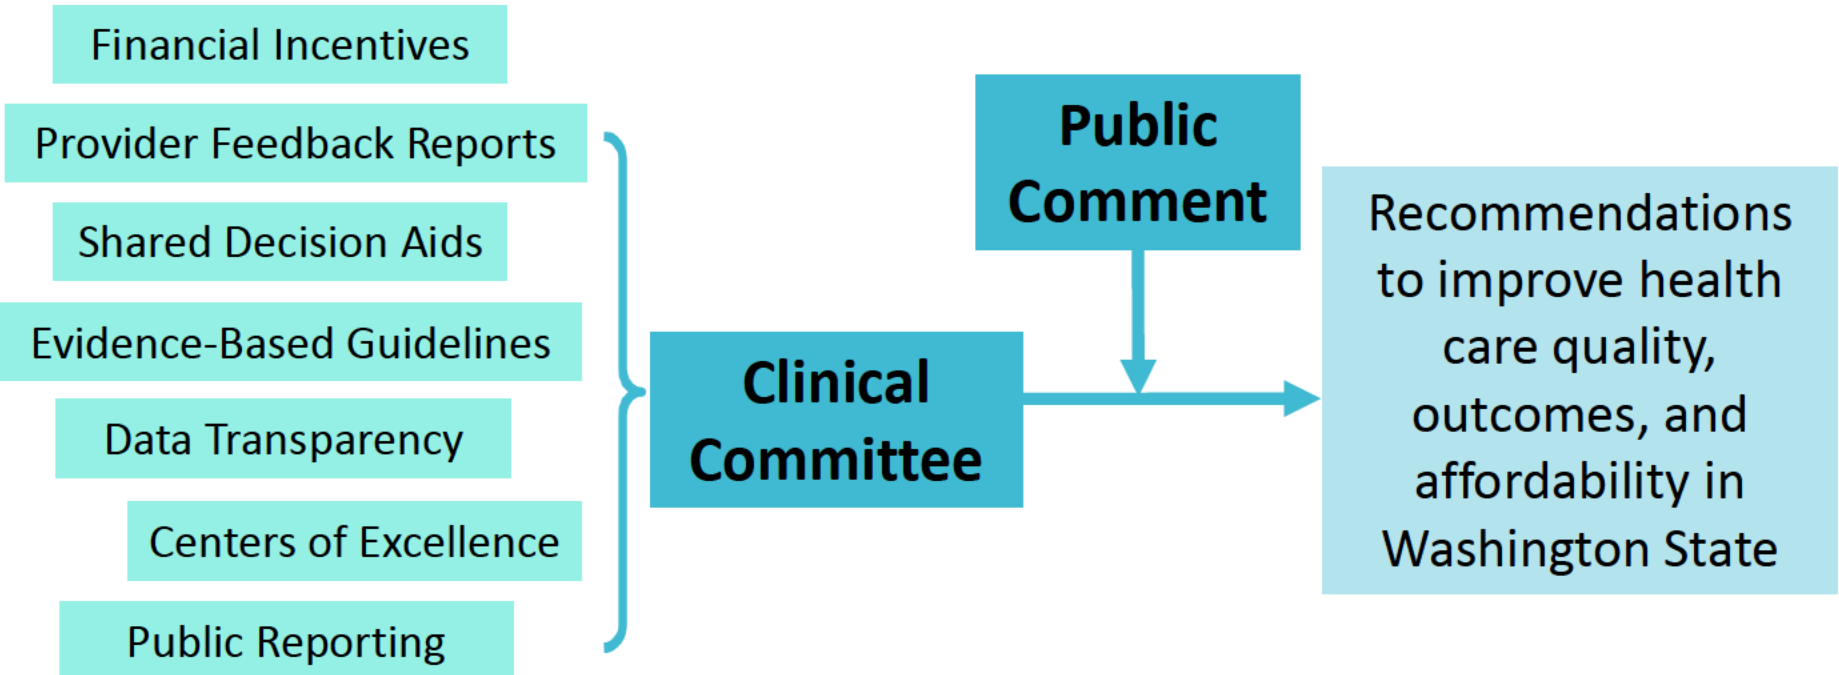 Financial Incentives
Provider Feedback Reports
Shared Decision Aids
Evidence-Based Guidelines
Data Transparency
Centers of Excellence
Public Reporting
Clinical
Committee
Public
Comment
Recommendations
to improve health
care quality,
outcomes, and
affordability in
Washington State